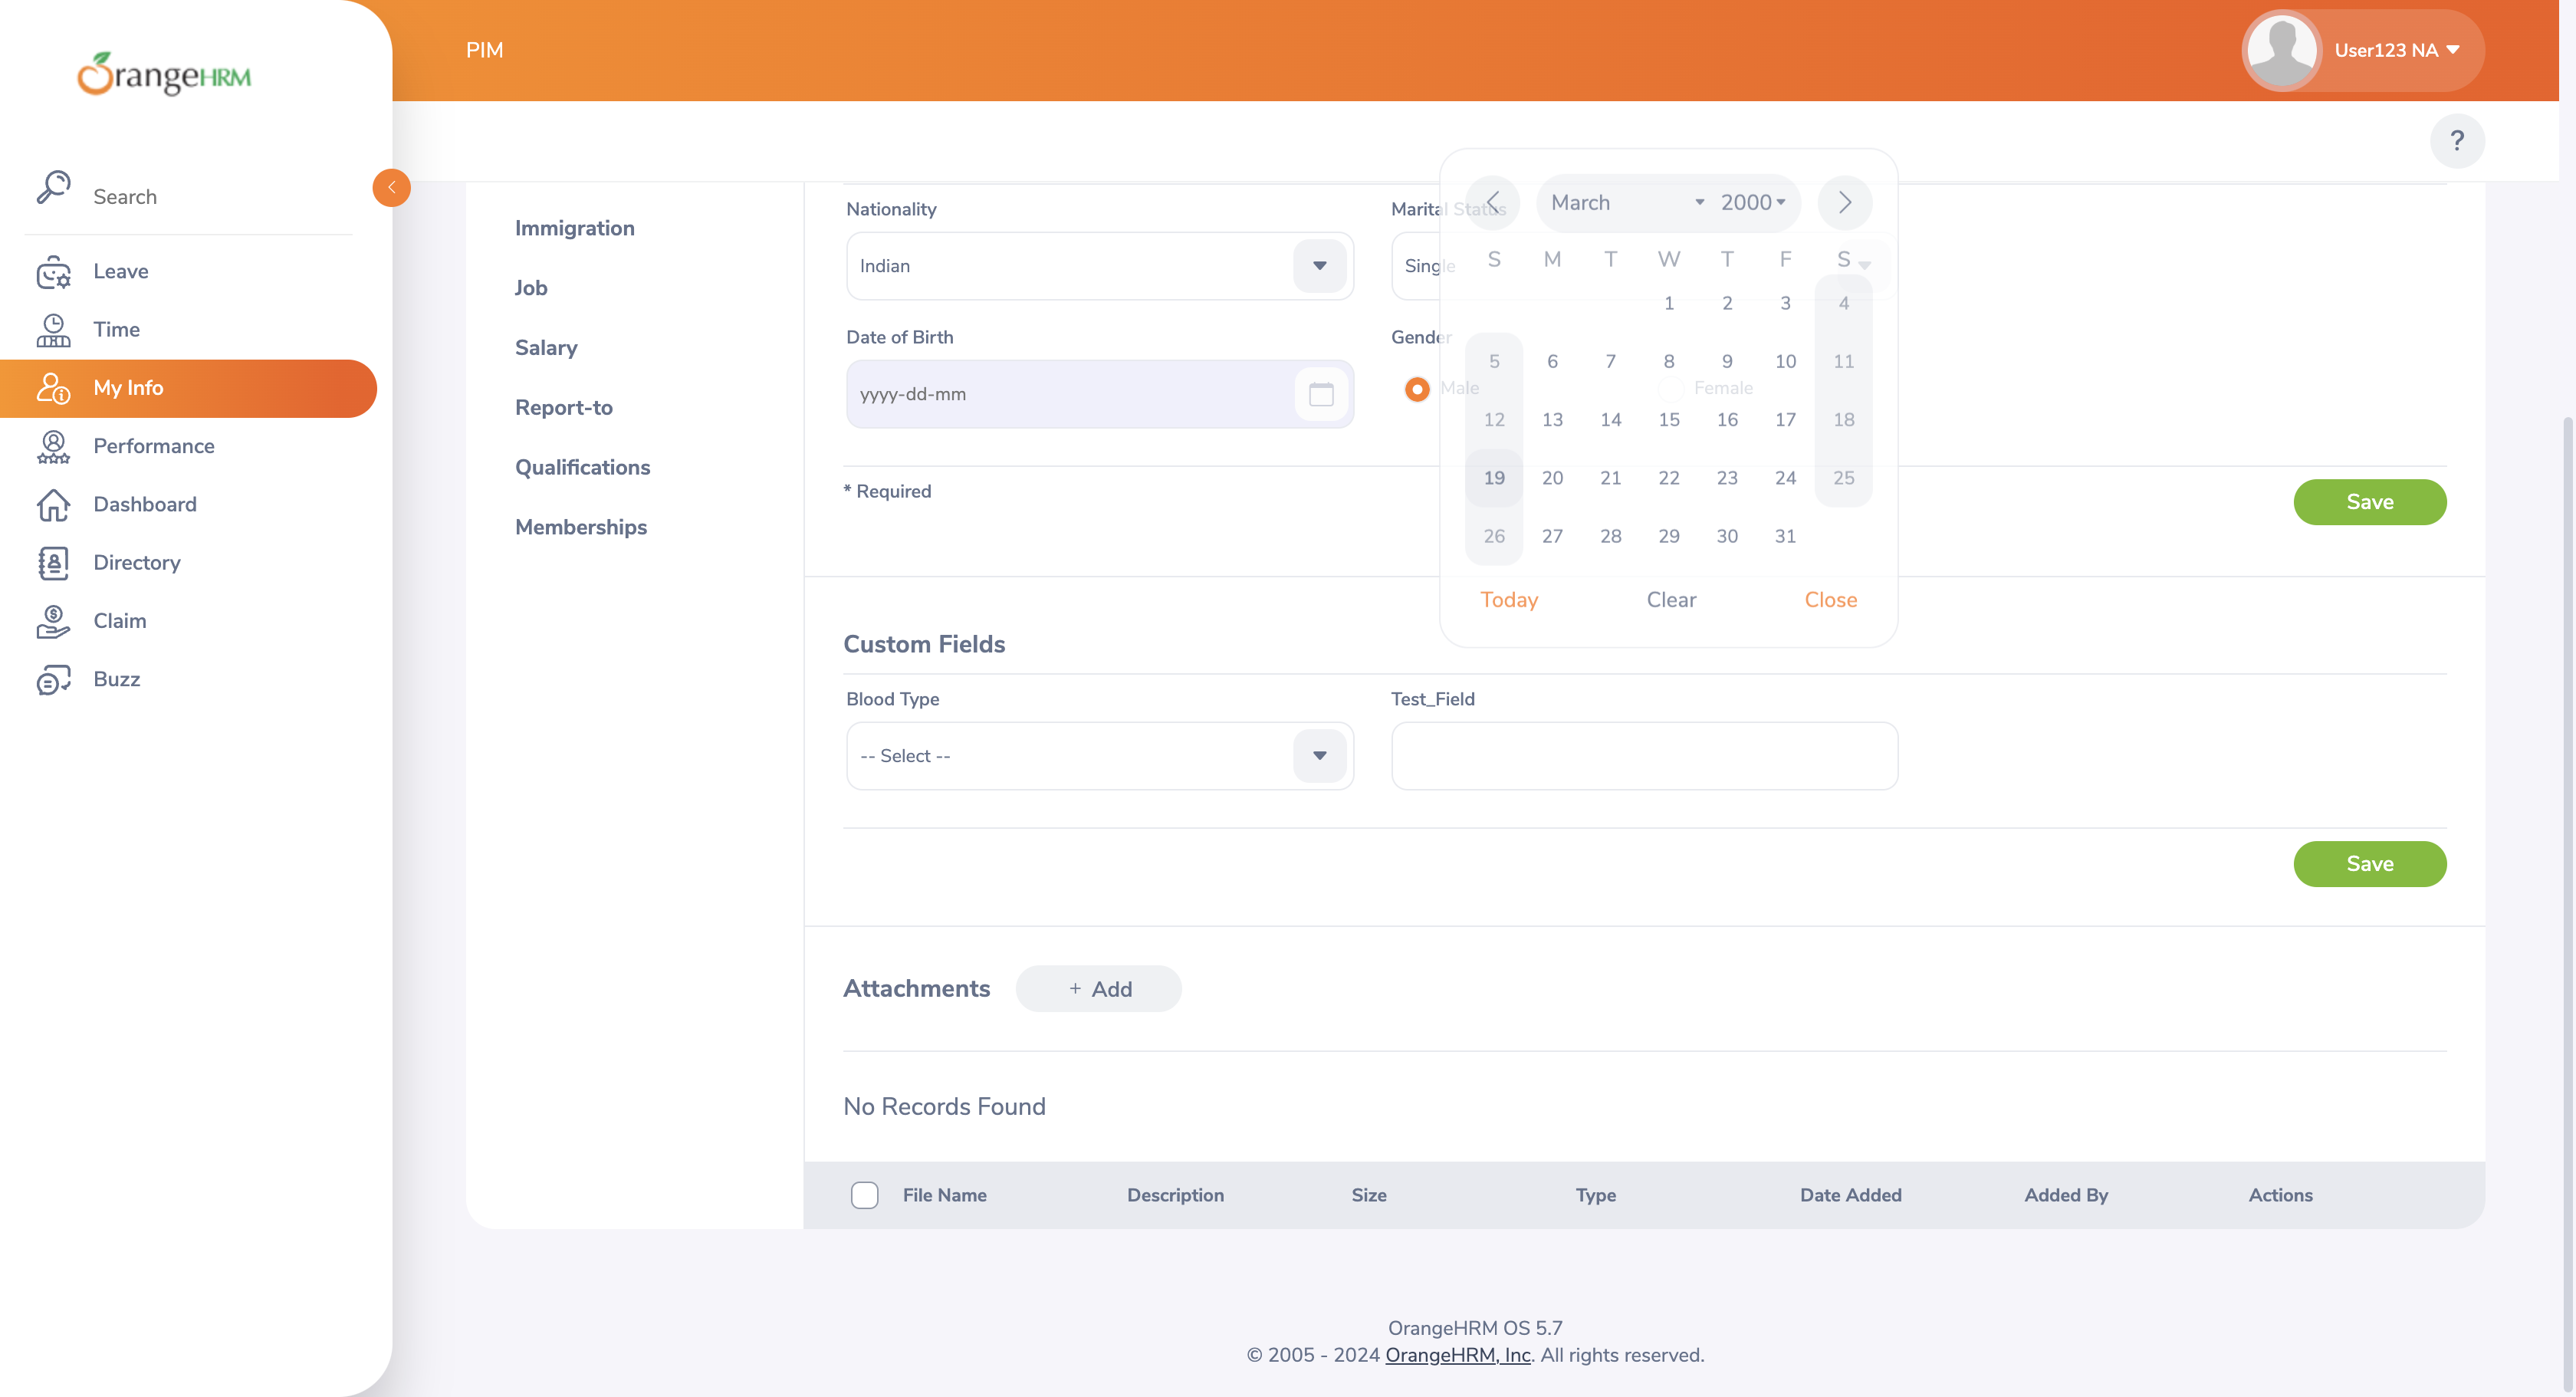 OrangeHRM
PIM
User123 NA
?
Search
Leave
Time
My Info
Performance
Dashboard
Directory
Claim
Buzz
Immigration
Job
Salary
Report-to
Qualifications
Memberships
Nationality
Indian
Marital Status
Single
Date of Birth
yyyy-dd-mm
Gender
Male
Female
March 2000
S M T W T F S
1 2 3 4
5 6 7 8 9 10 11
12 13 14 15 16 17 18
19 20 21 22 23 24 25
26 27 28 29 30 31
Today Clear Close
* Required
Save
Custom Fields
Blood Type
-- Select --
Test_Field
Save
Attachments
+ Add
No Records Found
File Name Description Size Type Date Added Added By Actions
OrangeHRM OS 5.7
© 2005 - 2024 OrangeHRM, Inc. All rights reserved.